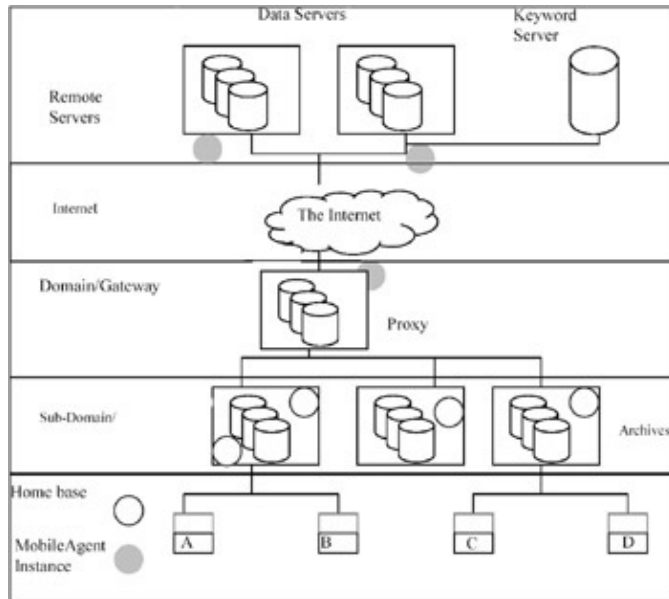 Data Servers
Keyword
Server
Remote
Servers
Internet
The Internet
Domain/Gateway
Proxy
Sub-Domain/
Archives
Home base
MobileAgent
Instance
A
B
C
D